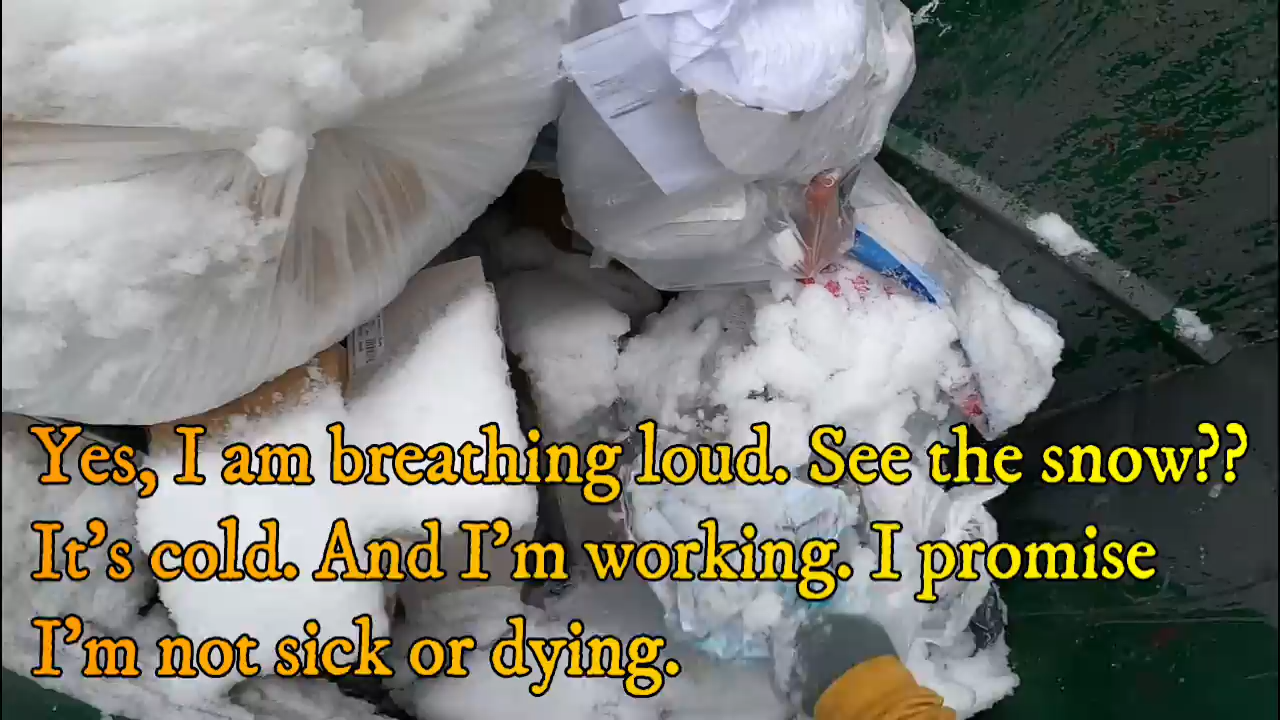 Yes, I am breathing loud. See the snow??
It's cold. And I'm working. I promise
I'm not sick or dying.